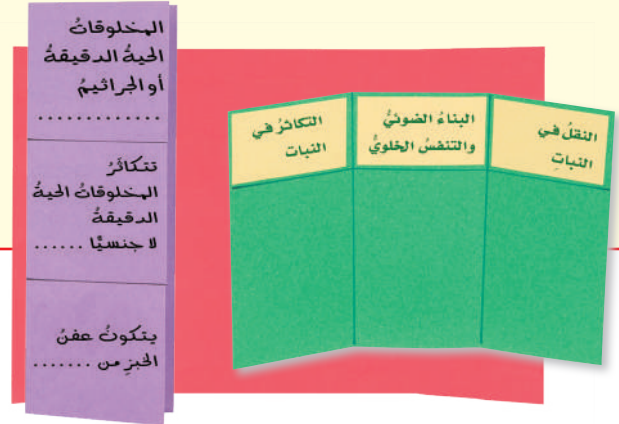 المخلوقاتُ
الحيةُ الدقيقةُ
أو الجراثيمُ
.............
تتكاثَرُ
المخلوقاتُ الحيةُ
الدقيقةُ
لا جنسيًّا ......
يتكونُ عفنُ
الخبزِ من .......
النقلُ في
النباتِ
البناءُ الضوئيُّ
والتنفسُ الخلويُّ
التكاثرُ في
النبات